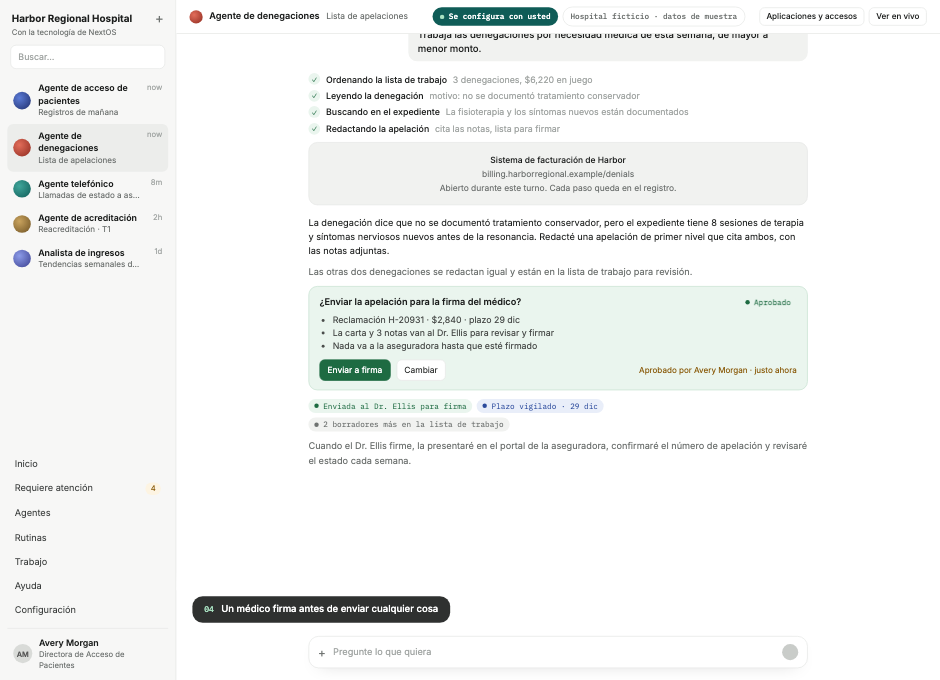 Harbor Regional Hospital
+
Con la tecnología de NextOS
Buscar...
Agente de acceso de pacientes
now
Registros de mañana
Agente de denegaciones
now
Lista de apelaciones
Agente telefónico
8m
Llamadas de estado a as...
Agente de acreditación
2h
Reacreditación · T1
Analista de ingresos
1d
Tendencias semanales d...
Inicio
Requiere atención
4
Agentes
Rutinas
Trabajo
Ayuda
Configuración
AM
Avery Morgan
Directora de Acceso de Pacientes
Agente de denegaciones Lista de apelaciones
Se configura con usted
Hospital ficticio · datos de muestra
Aplicaciones y accesos
Ver en vivo
Trabaja las denegaciones por necesidad médica de esta semana, de mayor a
menor monto.
Ordenando la lista de trabajo 3 denegaciones, $6,220 en juego
Leyendo la denegación motivo: no se documentó tratamiento conservador
Buscando en el expediente La fisioterapia y los síntomas nuevos están documentados
Redactando la apelación cita las notas, lista para firmar
Sistema de facturación de Harbor
billing.harborregional.example/denials
Abierto durante este turno. Cada paso queda en el registro.
La denegación dice que no se documentó tratamiento conservador, pero el expediente tiene 8 sesiones de terapia
y síntomas nerviosos nuevos antes de la resonancia. Redacté una apelación de primer nivel que cita ambos, con
las notas adjuntas.
Las otras dos denegaciones se redactan igual y están en la lista de trabajo para revisión.
¿Enviar la apelación para la firma del médico?
Aprobado
• Reclamación H-20931 · $2,840 · plazo 29 dic
• La carta y 3 notas van al Dr. Ellis para revisar y firmar
• Nada va a la aseguradora hasta que esté firmado
Enviar a firma
Cambiar
Aprobado por Avery Morgan · justo ahora
Enviada al Dr. Ellis para firma
Plazo vigilado · 29 dic
2 borradores más en la lista de trabajo
Cuando el Dr. Ellis firme, la presentaré en el portal de la aseguradora, confirmaré el número de apelación y revisaré
el estado cada semana.
04 Un médico firma antes de enviar cualquier cosa
+ Pregunte lo que quiera